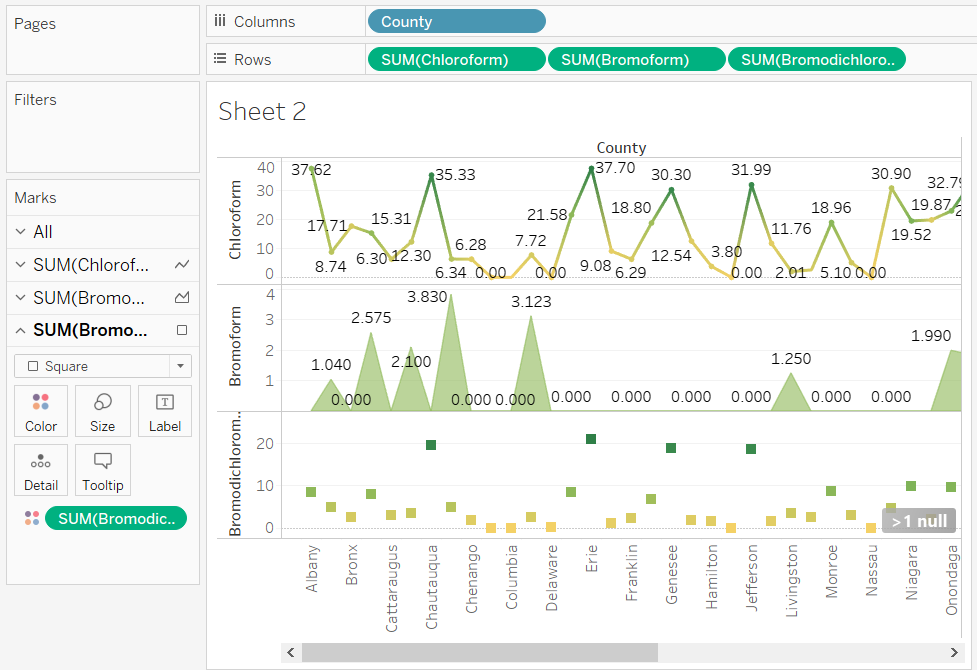 Pages
Columns
County
Rows
SUM(Chloroform)
SUM(Bromoform)
SUM(Bromodichloro..
Filters
Marks
All
SUM(Chlorof...
SUM(Bromo...
SUM(Bromo...
Square
Color
Size
Label
Detail
Tooltip
SUM(Bromodic..
Sheet 2
County
Chloroform
40
30
20
10
0
37.62
8.74
17.71
15.31
6.30
12.30
35.33
6.34
6.28
0.00
7.72
0.00
21.58
37.70
9.08
6.29
18.80
30.30
12.54
3.80
0.00
31.99
11.76
2.01
18.96
5.10
0.00
30.90
19.52
19.87
32.79
Bromoform
4
3
2
1
1.040
0.000
2.575
2.100
3.830
0.000
0.000
3.123
0.000
0.000
0.000
0.000
1.250
0.000
0.000
1.990
Bromodichlorom..
20
10
0
>1 null
Albany
Bronx
Cattaraugus
Chautauqua
Chenango
Columbia
Delaware
Erie
Franklin
Genesee
Hamilton
Jefferson
Livingston
Monroe
Nassau
Niagara
Onondaga